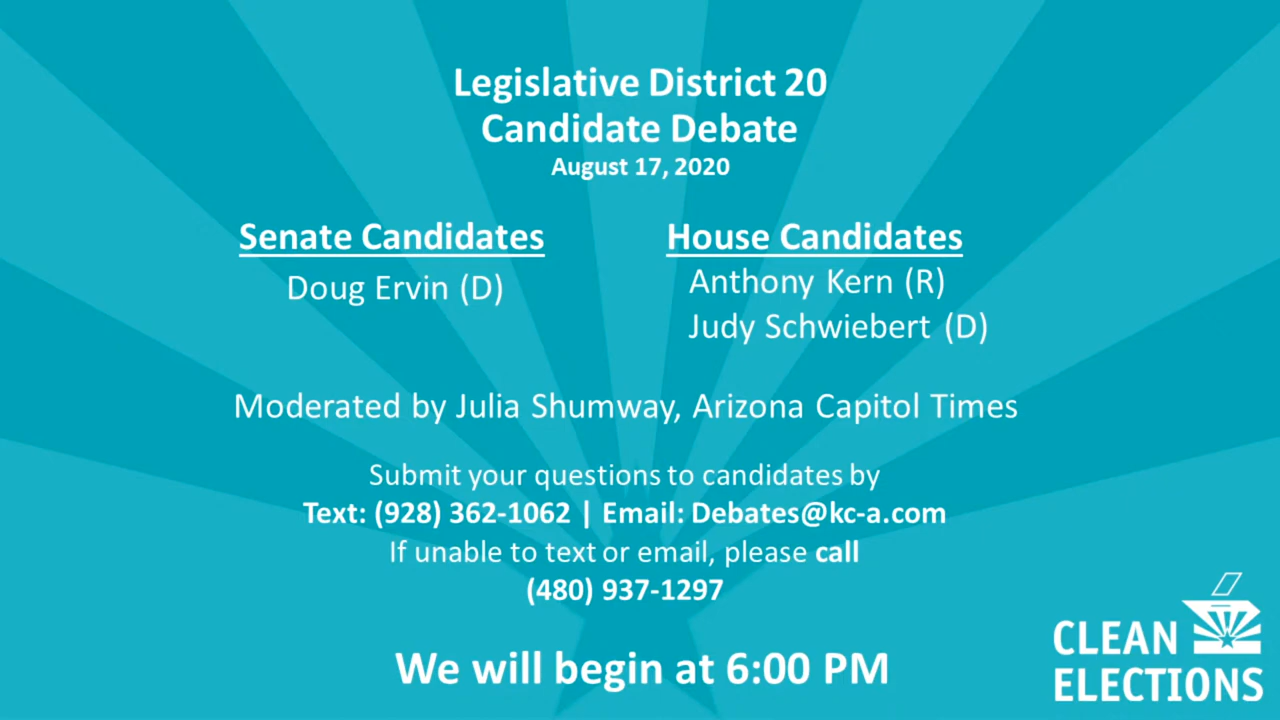 Legislative District 20
Candidate Debate
August 17, 2020
Senate Candidates
Doug Ervin (D)
House Candidates
Anthony Kern (R)
Judy Schwiebert (D)
Moderated by Julia Shumway, Arizona Capitol Times
Submit your questions to candidates by
Text: (928) 362-1062 | Email: Debates@kc-a.com
If unable to text or email, please call
(480) 937-1297
We will begin at 6:00 PM
CLEAN
ELECTIONS